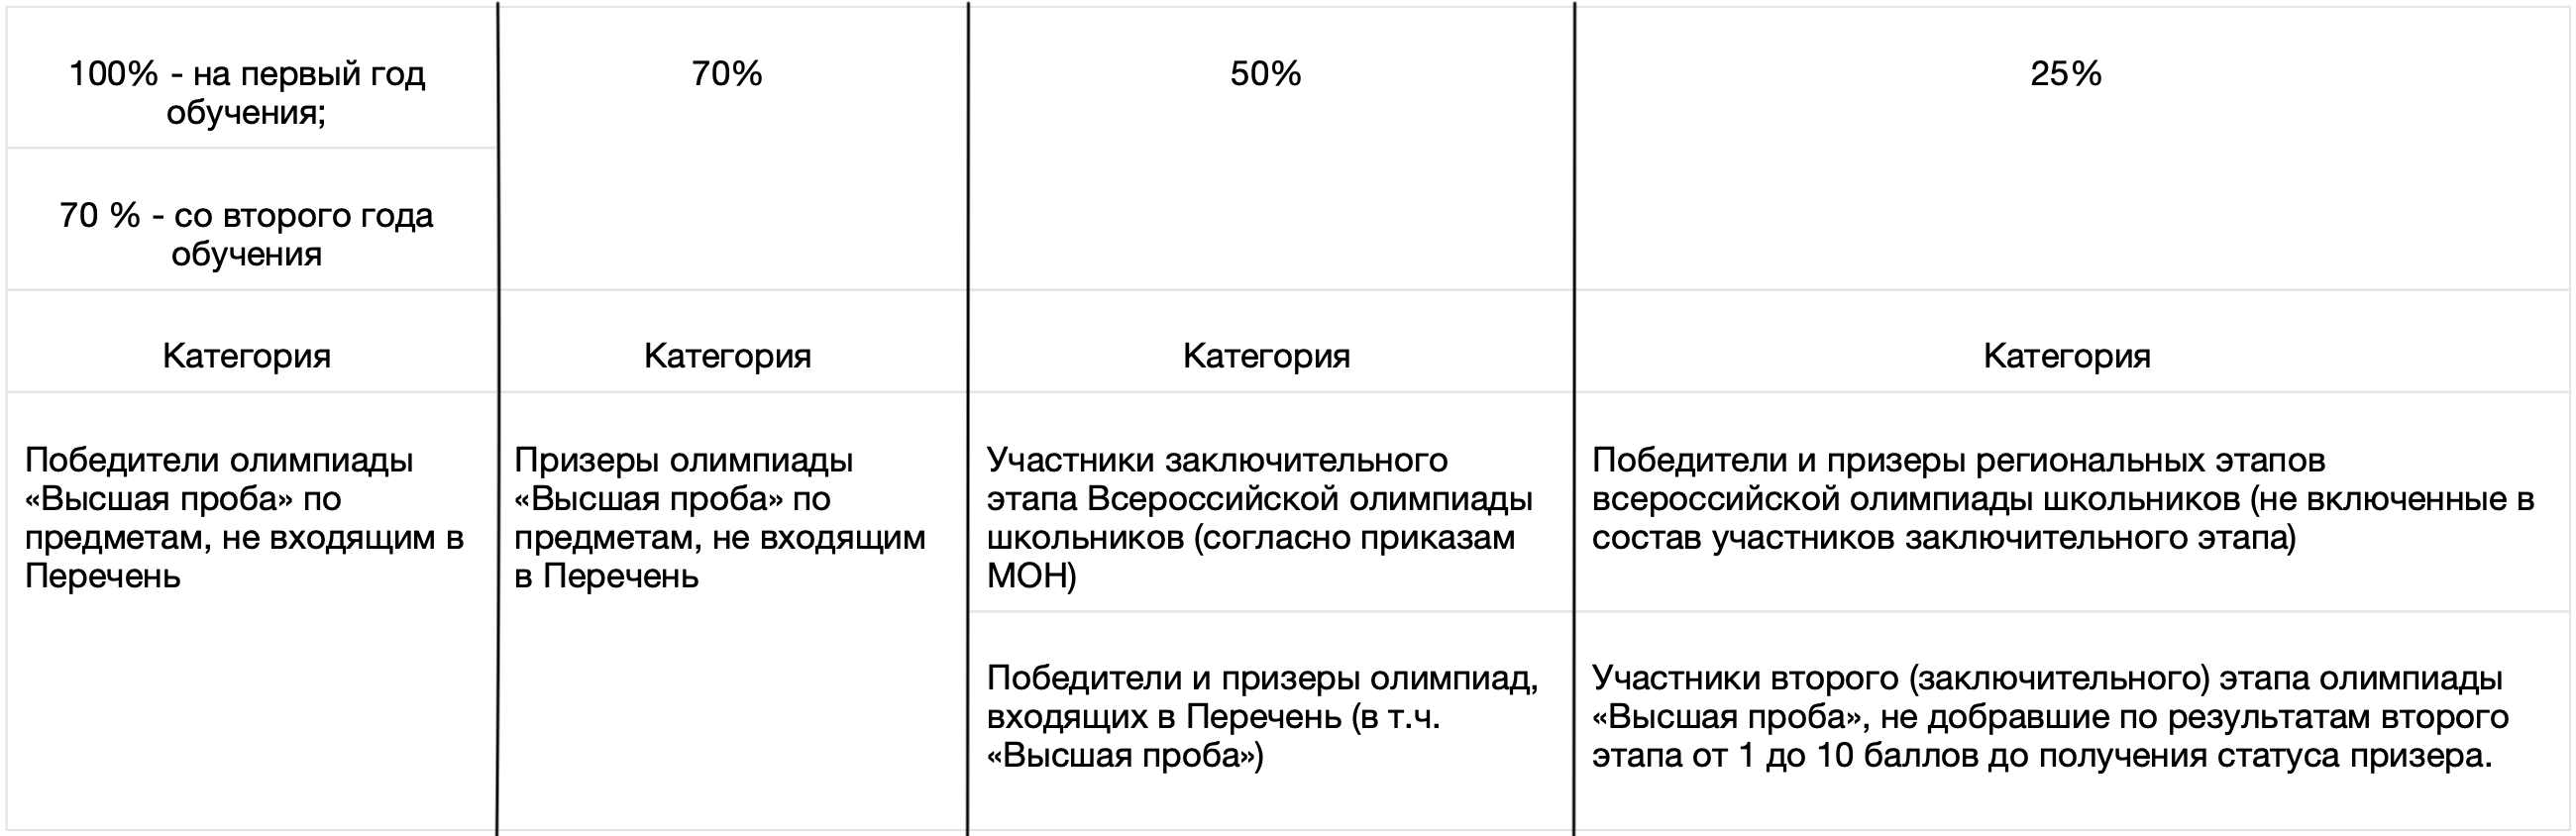 100% - на первый год
обучения;
70 % - со второго года
обучения
70%
50%
25%
Категория
Категория
Категория
Категория
Победители олимпиады
«Высшая проба» по
предметам, не входящим в
Перечень
Призеры олимпиады
«Высшая проба» по
предметам, не входящим
в Перечень
Участники заключительного
этапа Всероссийской олимпиады
школьников (согласно приказам
МОН)
Победители и призеры региональных этапов
всероссийской олимпиады школьников (не включенные в
состав участников заключительного этапа)
Победители и призеры олимпиад,
входящих в Перечень (в т.ч.
«Высшая проба»)
Участники второго (заключительного) этапа олимпиады
«Высшая проба», не добравшие по результатам второго
этапа от 1 до 10 баллов до получения статуса призера.